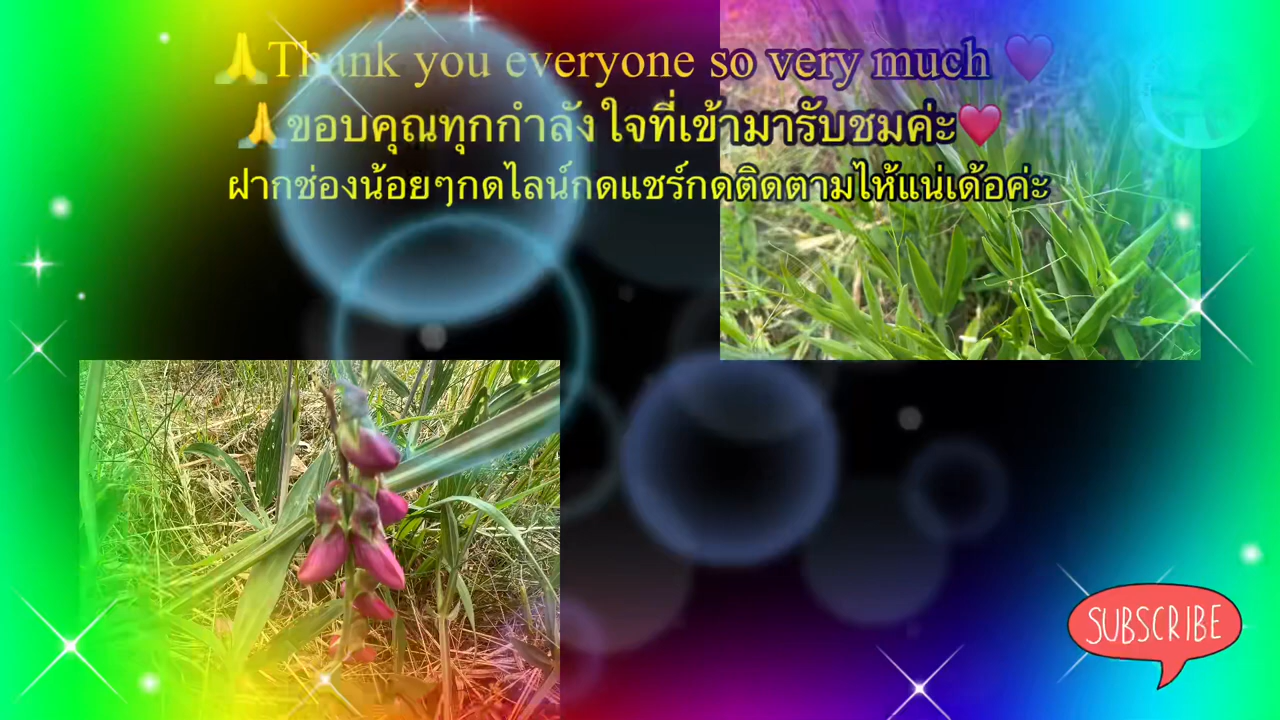 🙏Thank you everyone so very much 💜
🙏ขอบคุณทุกกำลังใจที่เข้ามารับชมค่ะ❤️
ฝากช่องน้อยๆกดไลน์กดแชร์กดติดตามไห้แน่เด้อค่ะ
SUBSCRIBE